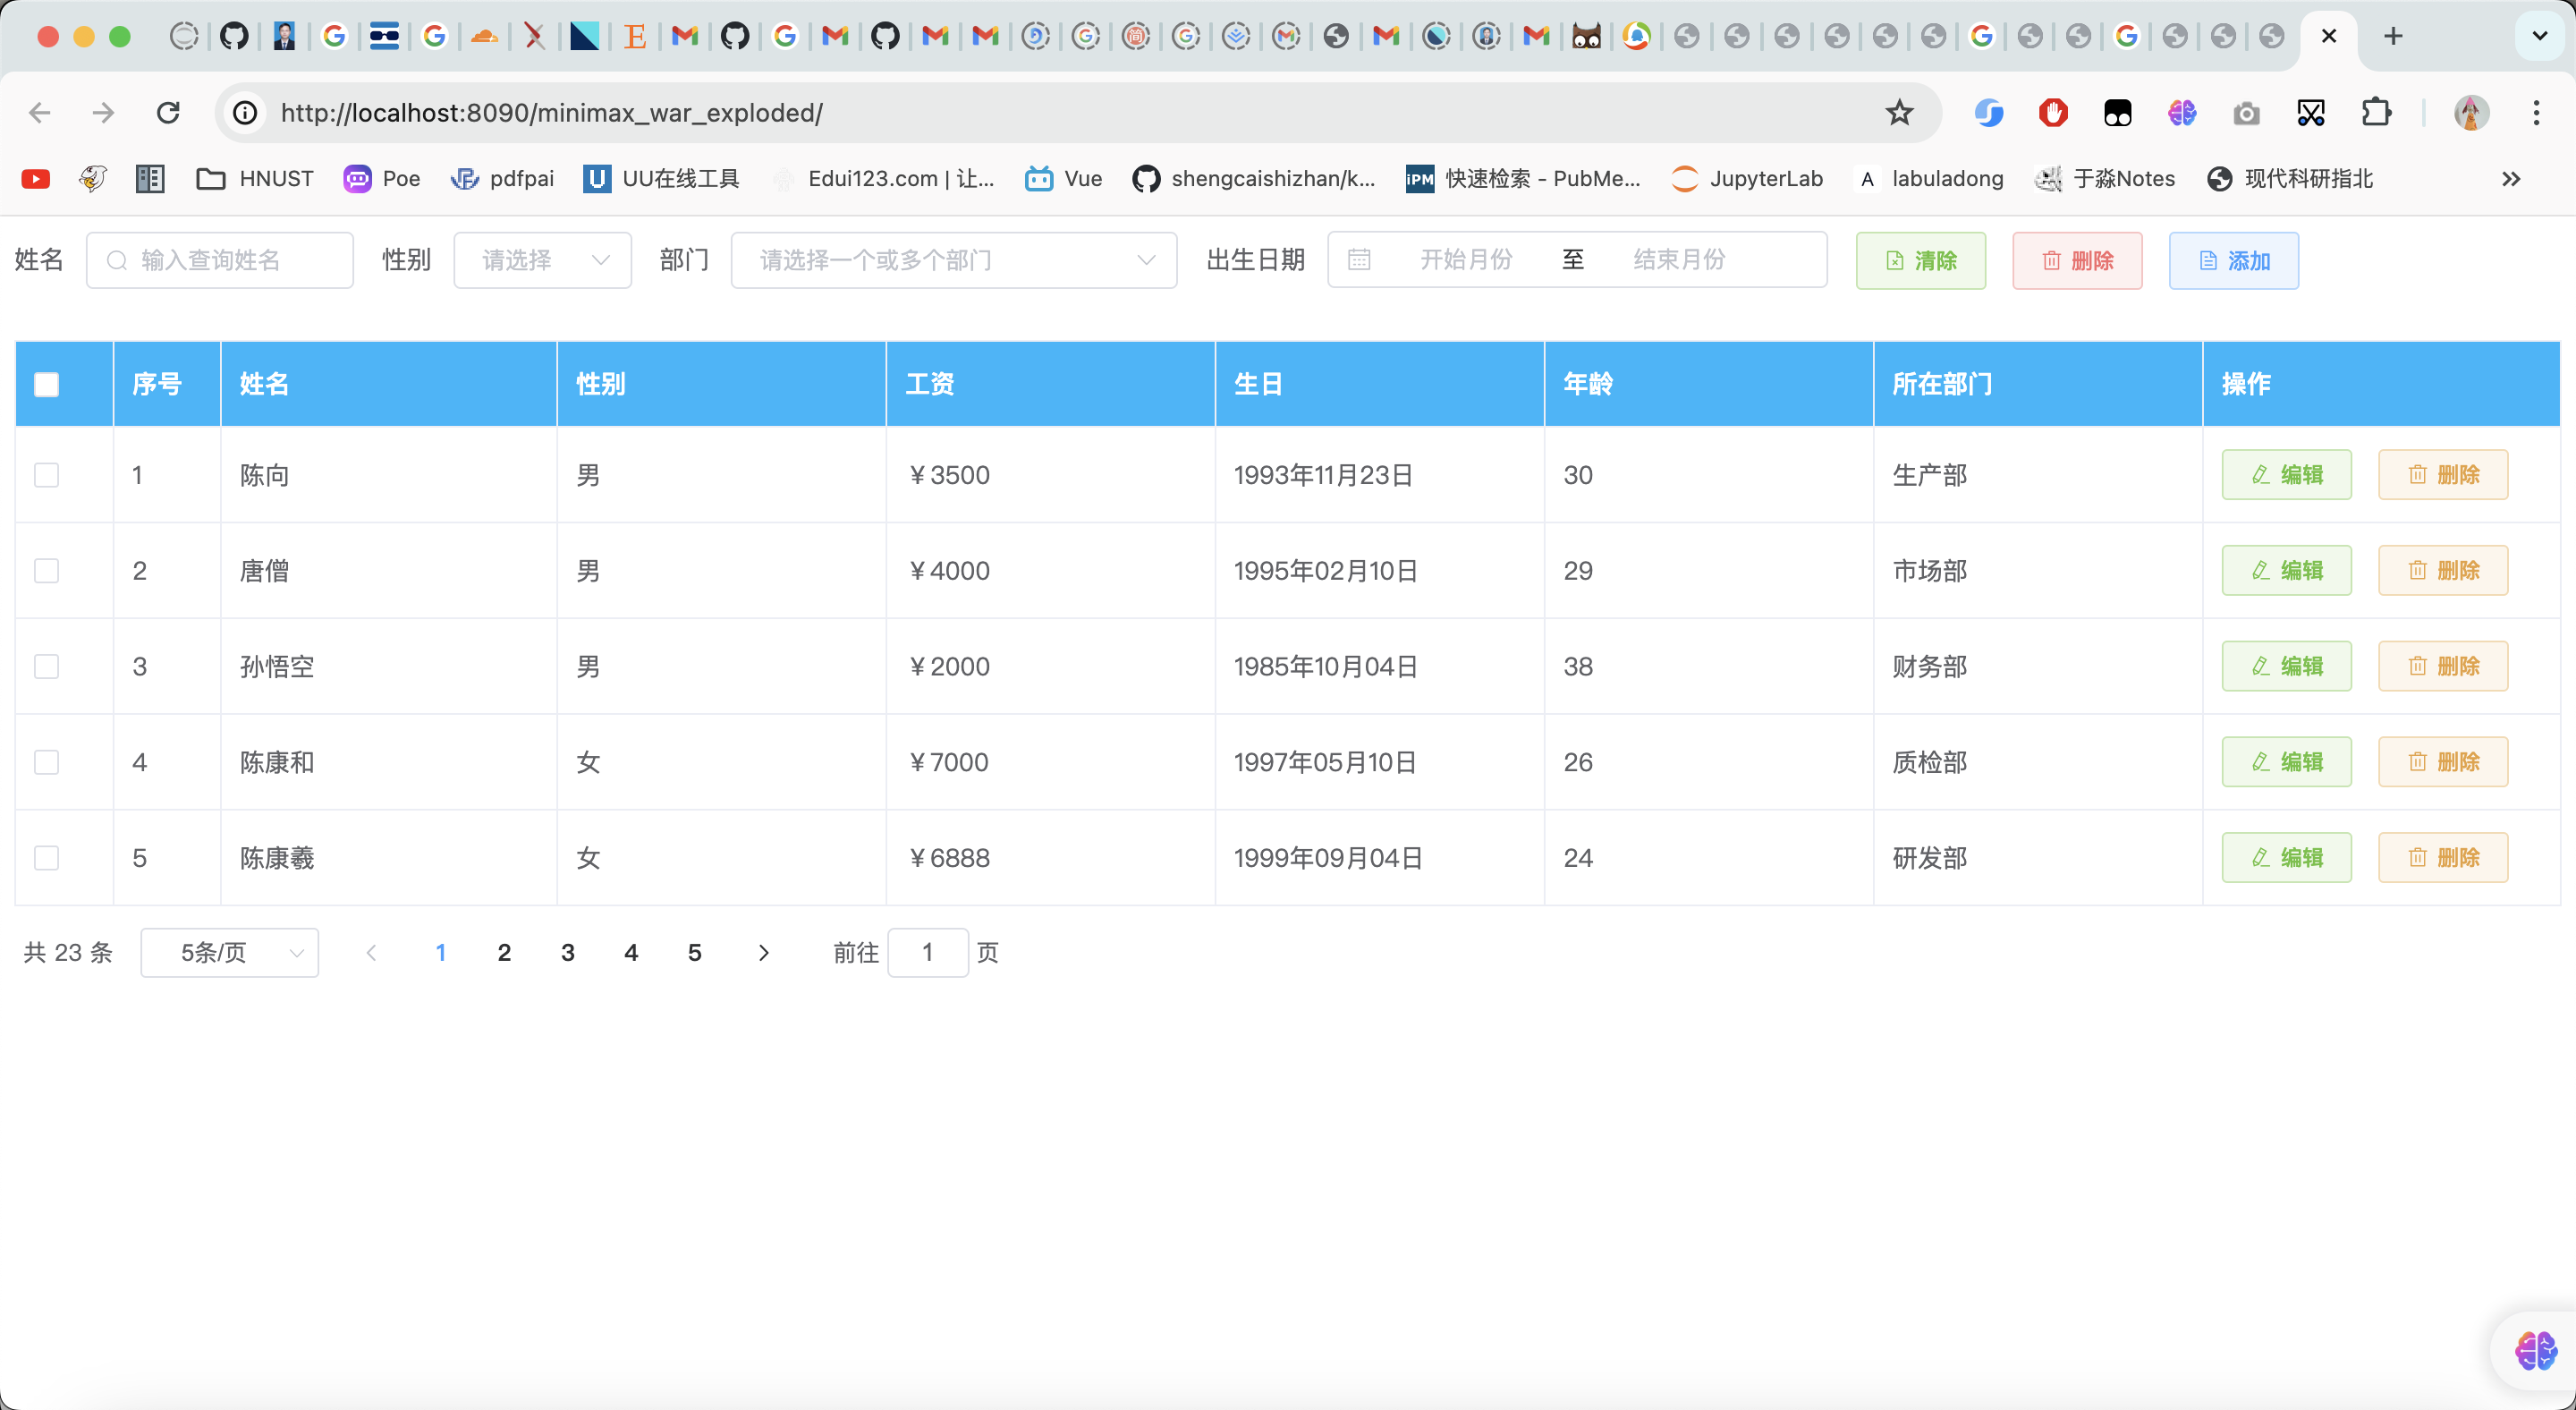 http://localhost:8090/minimax_war_exploded/
HNUST Poe pdfpai UU在线工具 Edui123.com | 让... Vue shengcaishizhan/k... iPM 快速检索 - PubMe... JupyterLab A labuladong 于淼Notes 现代科研指北
姓名 输入查询姓名 性别 请选择 部门 请选择一个或多个部门 出生日期 开始月份 至 结束月份 清除 删除 添加
序号 姓名 性别 工资 生日 年龄 所在部门 操作
1 陈向 男 ￥3500 1993年11月23日 30 生产部 编辑 删除
2 唐僧 男 ￥4000 1995年02月10日 29 市场部 编辑 删除
3 孙悟空 男 ￥2000 1985年10月04日 38 财务部 编辑 删除
4 陈康和 女 ￥7000 1997年05月10日 26 质检部 编辑 删除
5 陈康羲 女 ￥6888 1999年09月04日 24 研发部 编辑 删除
共 23 条 5条/页 1 2 3 4 5 前往 1 页